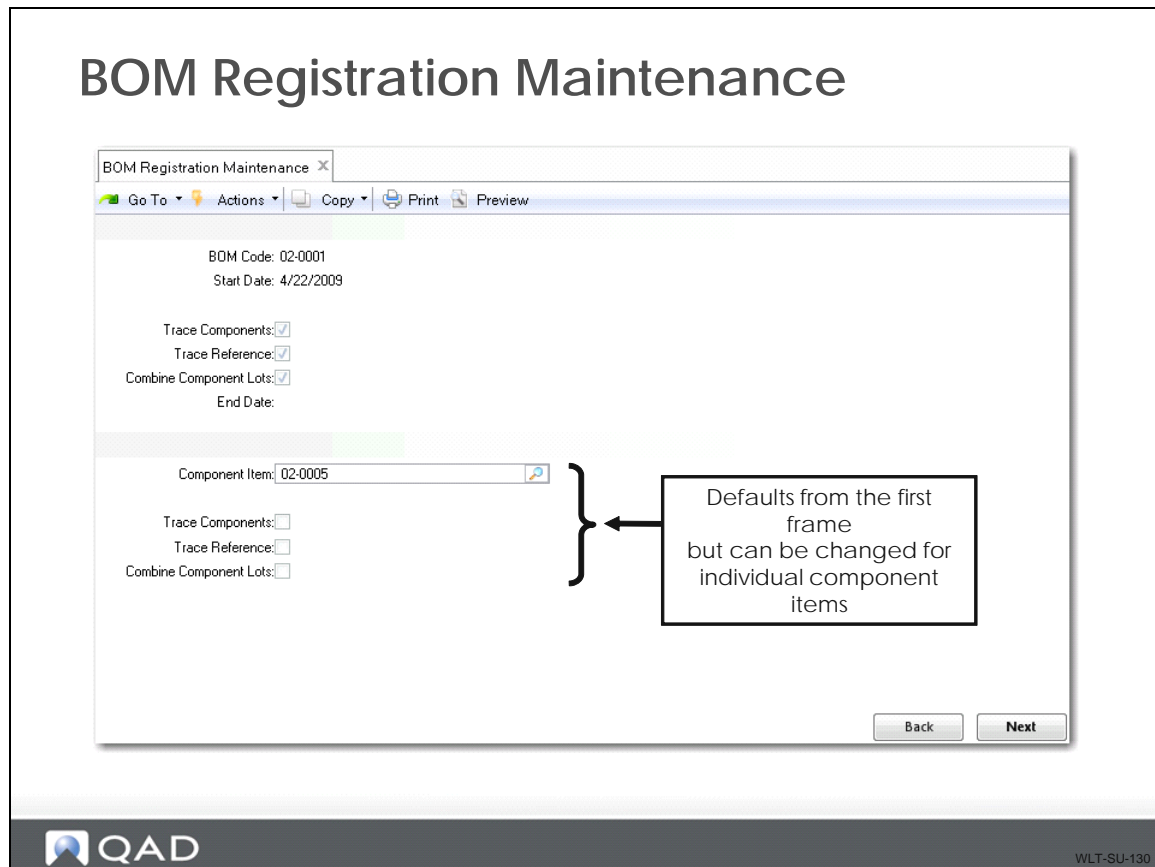 BOM Registration Maintenance
BOM Registration Maintenance X
Go To Actions Copy Print Preview
BOM Code: 02-0001
Start Date: 4/22/2009
Trace Components:
Trace Reference:
Combine Component Lots:
End Date:
Component Item: 02-0005
Trace Components:
Trace Reference:
Combine Component Lots:
Defaults from the first
frame
but can be changed for
individual component
items
Back Next
QAD
WLT-SU-130